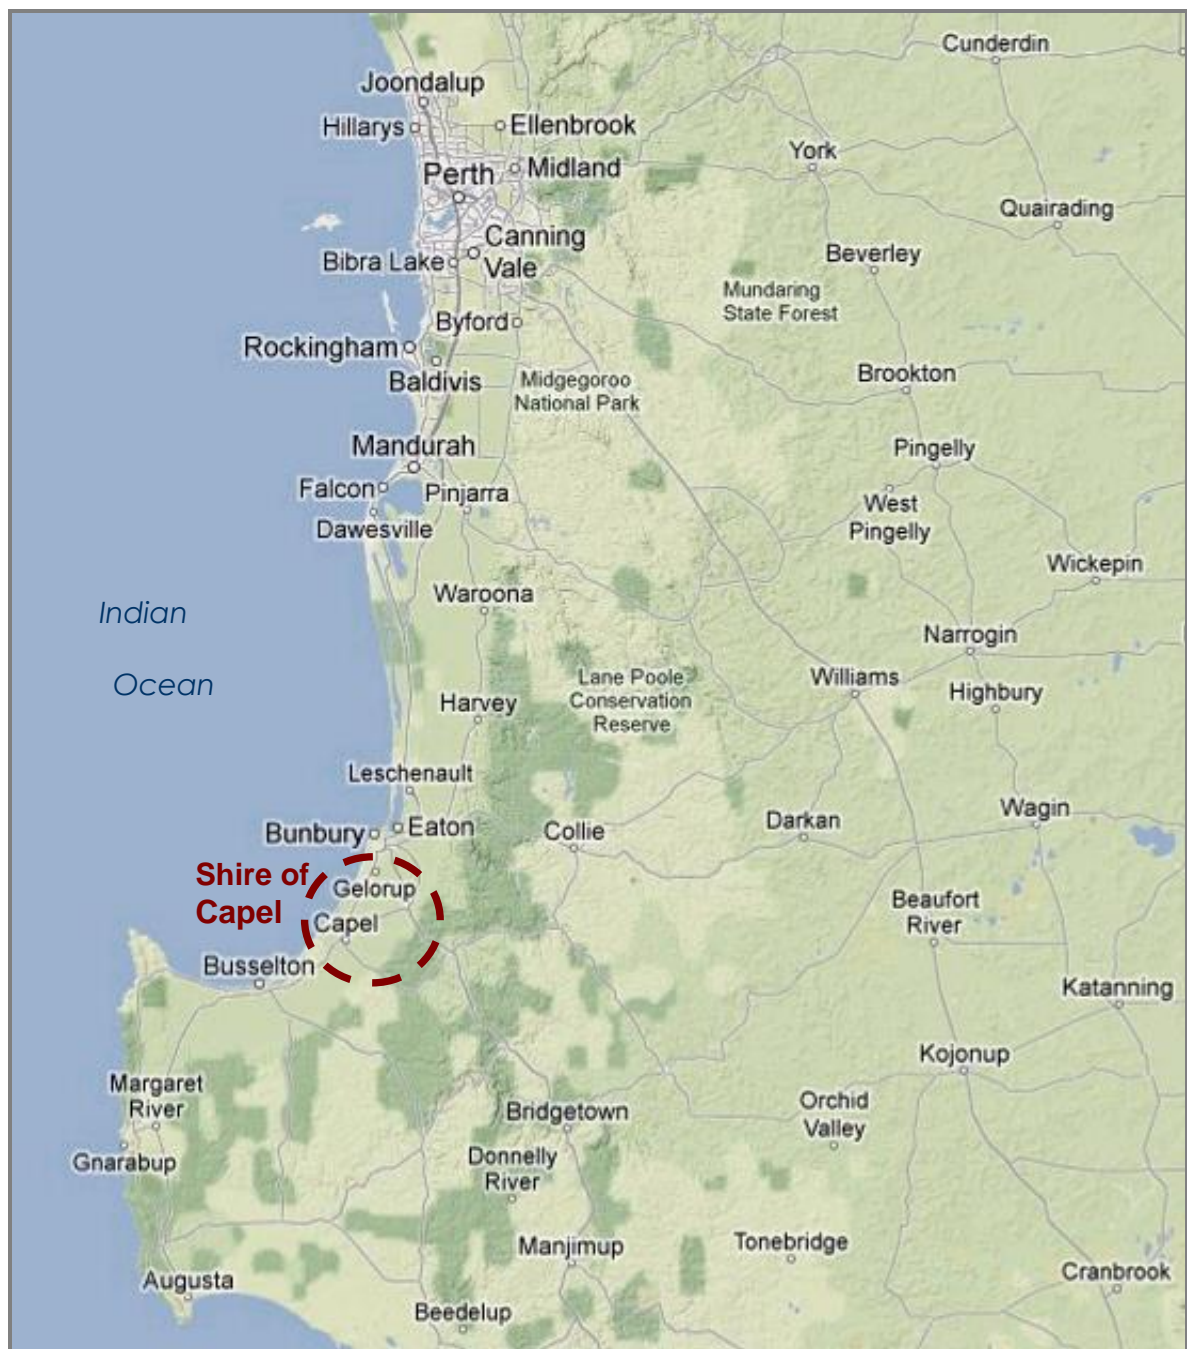 Cunderdin
Joondalup
Hillarys
Ellenbrook
York
Perth
Midland
Quairading
Canning
Vale
Bibra Lake
Beverley
Mundaring
State Forest
Byford
Rockingham
Baldivis
Midgegoroo
National Park
Brookton
Mandurah
Pingelly
Falcon
Pinjarra
West
Pingelly
Dawesville
Wickepin
Waroona
Indian
Ocean
Narrogin
Lane Poole
Conservation
Reserve
Williams
Highbury
Harvey
Leschenault
Wagin
Bunbury
Eaton
Collie
Darkan
Shire of
Capel
Gelorup
Capel
Beaufort
River
Busselton
Katanning
Kojonup
Margaret
River
Bridgetown
Orchid
Valley
Gnarabup
Donnelly
River
Manjimup
Tonebridge
Augusta
Cranbrook
Beedelup